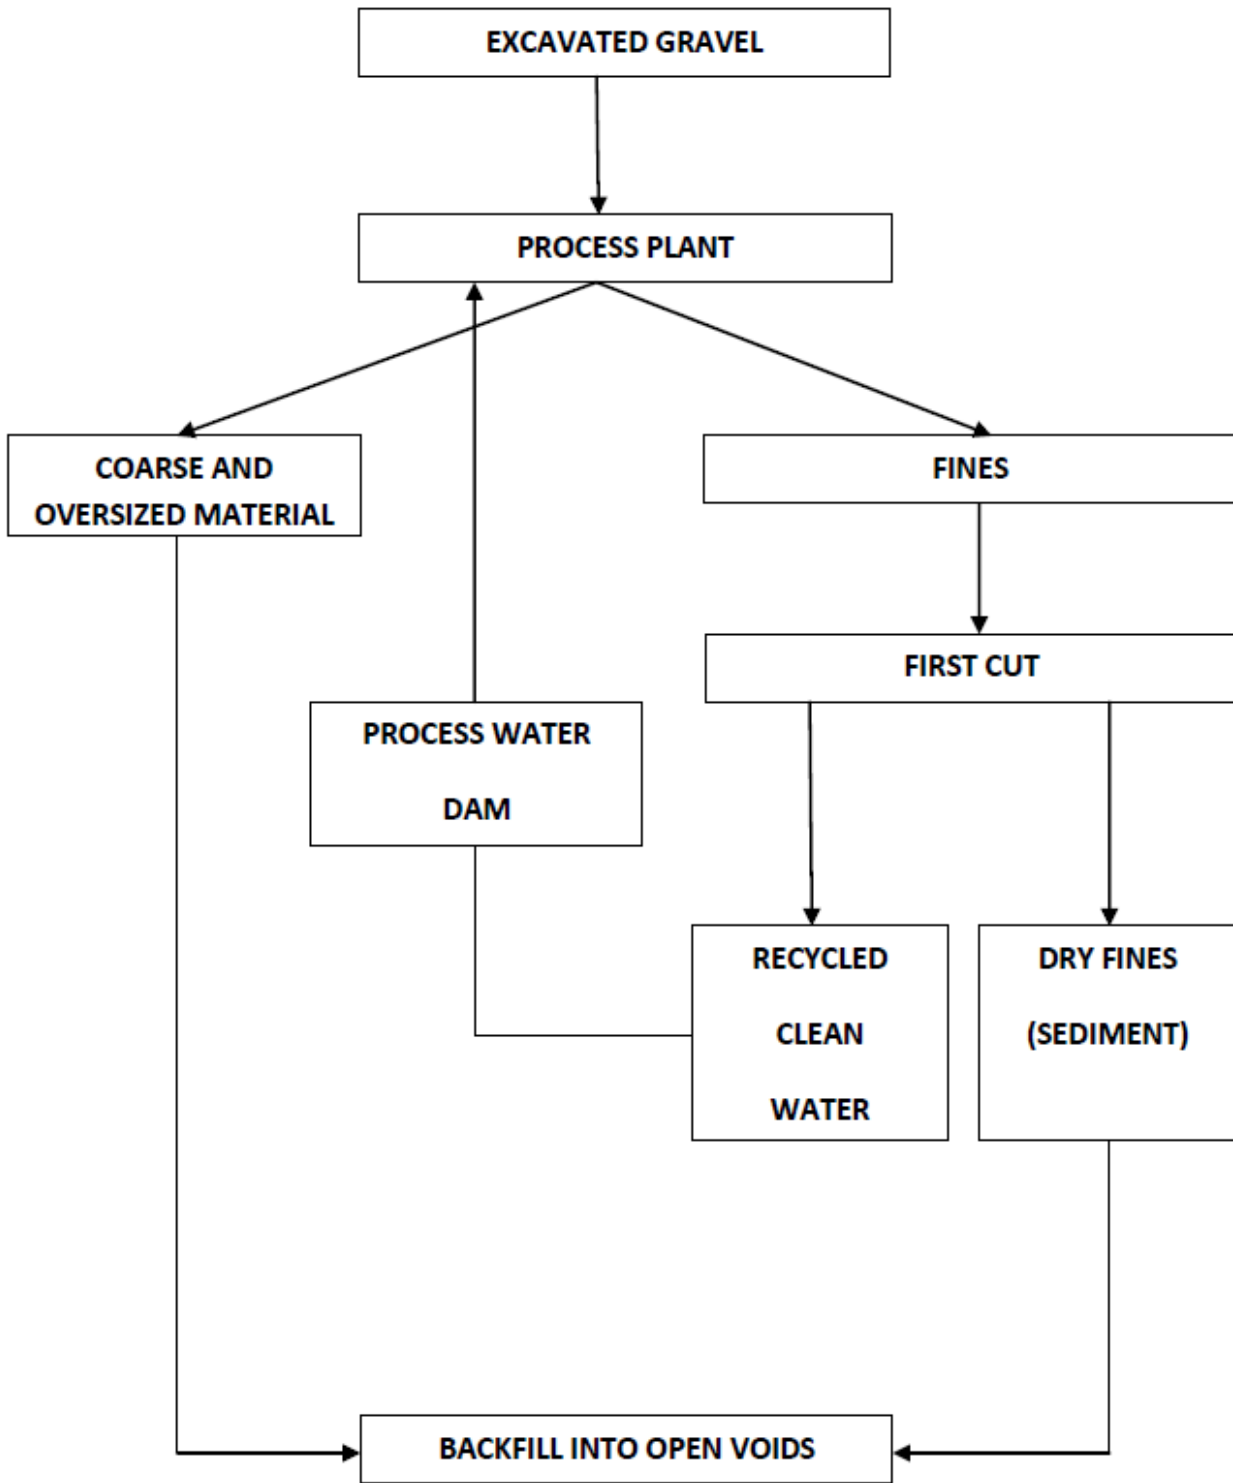 EXCAVATED GRAVEL
PROCESS PLANT
COARSE AND
OVERSIZED MATERIAL
FINES
FIRST CUT
PROCESS WATER
DAM
RECYCLED
CLEAN
WATER
DRY FINES
(SEDIMENT)
BACKFILL INTO OPEN VOIDS